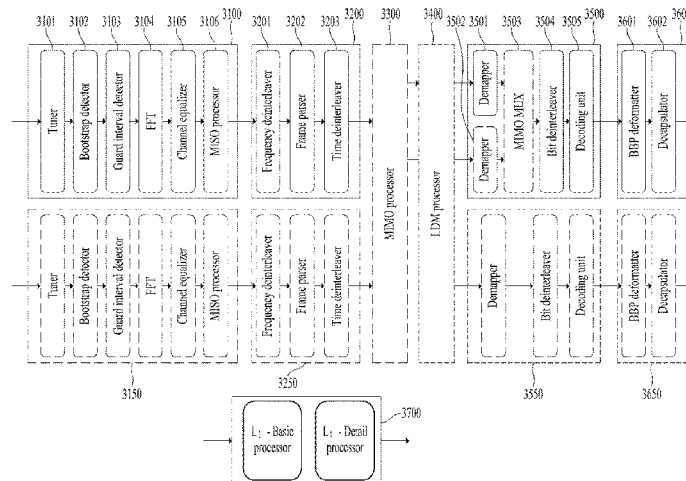 3101 3102 3103 3104 3105 3106 3100
3201 3202 3203 3200
3300
3400
3501 3502 3503 3504 3505 3500
3601 3602
Tuner
Bootstrap detector
Guard interval detector
FFT
Channel equalizer
MISO processor
Frequency deinterleaver
Frame parser
Time deinterleaver
MIMO processor
LDM processor
Demapper
Demapper
MIMO MUX
Bit deinterleaver
Decoding unit
BBP deformatter
Decapsulator
Tuner
Bootstrap detector
Guard interval detector
FFT
Channel equalizer
MISO processor
Frequency deinterleaver
Frame parser
Time deinterleaver
Demapper
Bit deinterleaver
Decoding unit
BBP deformatter
Decapsulator
3150
3250
3550
3650
L1 - Basic
processor
L1 - Detail
processor
3700